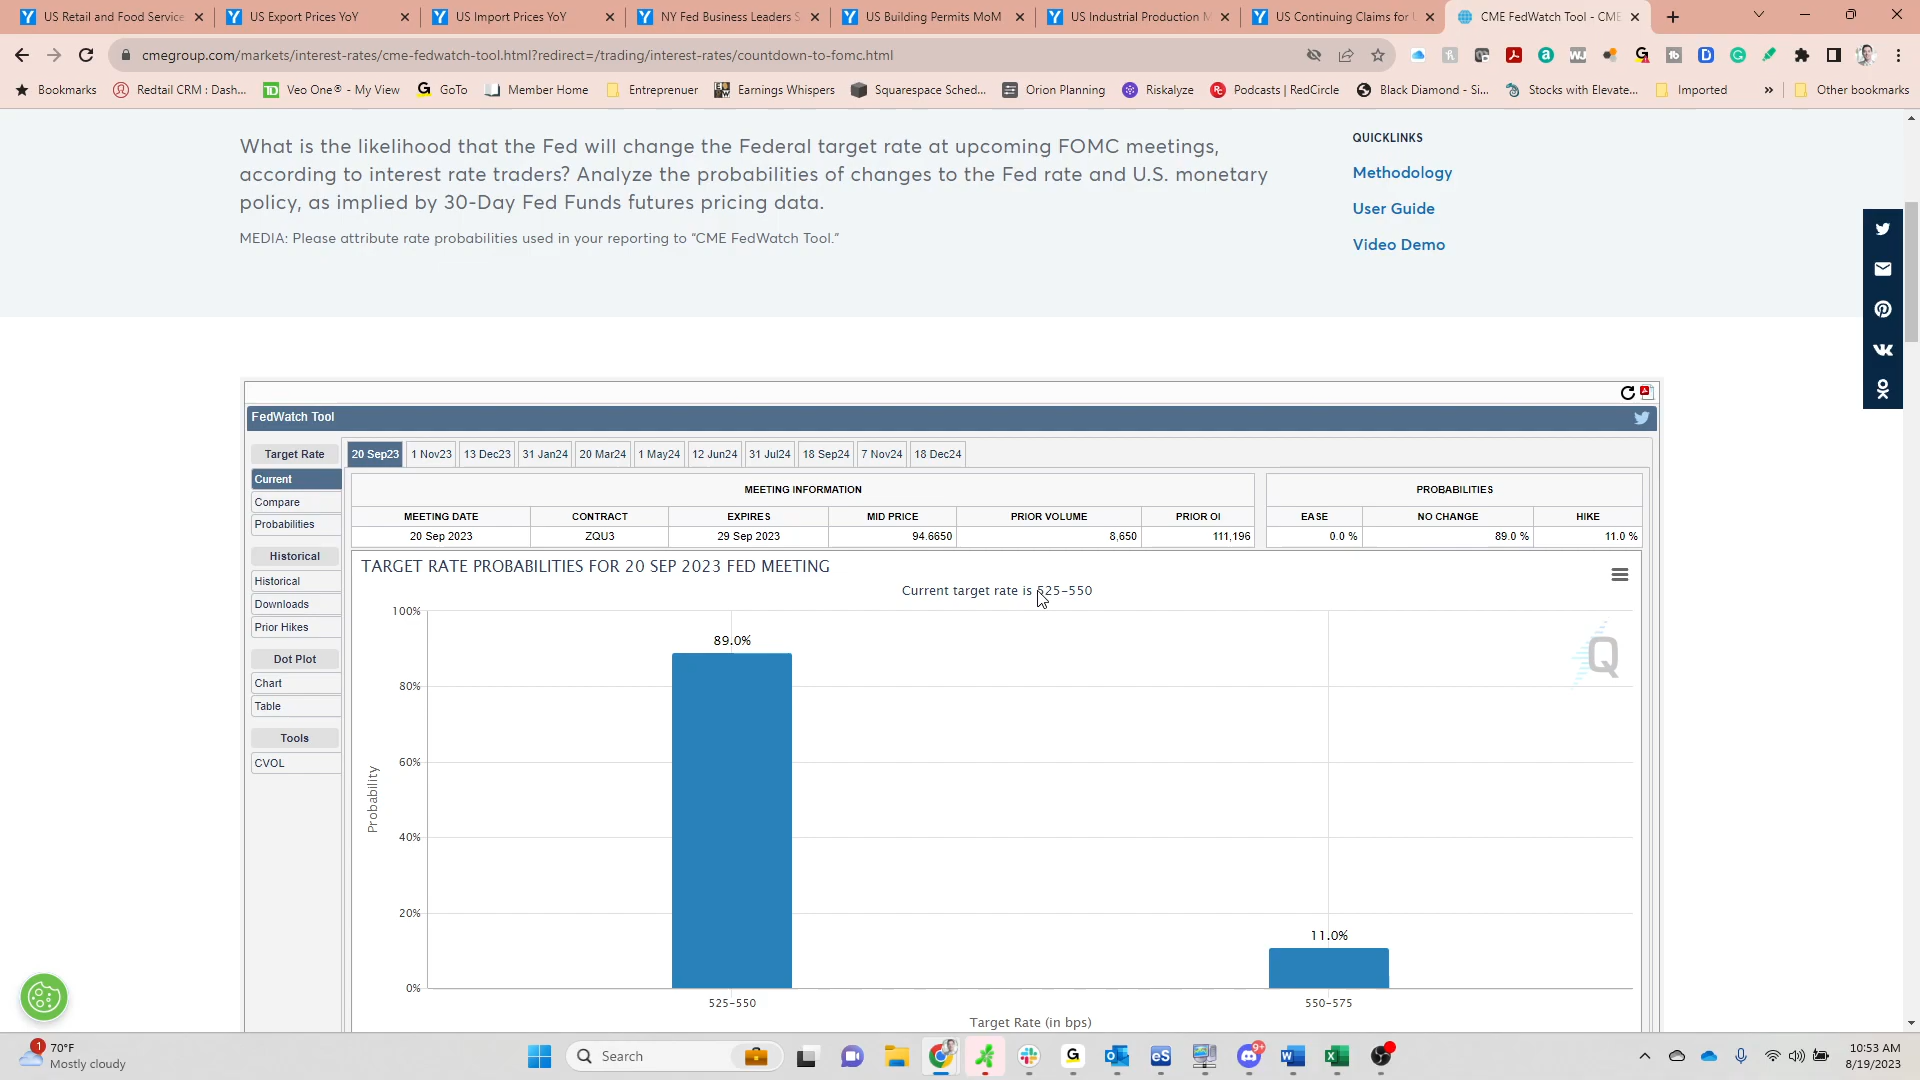 US Retail and Food Service
US Export Prices YoY
US Import Prices YoY
NY Fed Business Leaders S
US Building Permits MoM
US Industrial Production M
US Continuing Claims for
CME FedWatch Tool - CME
cmegroup.com/markets/interest-rates/cme-fedwatch-tool.html?redirect=/trading/interest-rates/countdown-to-fomc.html
Bookmarks
Redtail CRM : Dash...
Veo One® - My View
GoTo
Member Home
Entreprenuer
Earnings Whispers
Squarespace Sched...
Orion Planning
Riskalyze
Podcasts | RedCircle
Black Diamond - Si...
Stocks with Elevate...
Imported
»
Other bookmarks
What is the likelihood that the Fed will change the Federal target rate at upcoming FOMC meetings,
according to interest rate traders? Analyze the probabilities of changes to the Fed rate and U.S. monetary
policy, as implied by 30-Day Fed Funds futures pricing data.
MEDIA: Please attribute rate probabilities used in your reporting to “CME FedWatch Tool.”
QUICKLINKS
Methodology
User Guide
Video Demo
FedWatch Tool
Target Rate
Current
Compare
Probabilities
Historical
Historical
Downloads
Prior Hikes
Dot Plot
Chart
Table
Tools
CVOL
20 Sep23 1 Nov23 13 Dec23 31 Jan24 20 Mar24 1 May24 12 Jun24 31 Jul24 18 Sep24 7 Nov24 18 Dec24
MEETING INFORMATION
MEETING DATE CONTRACT EXPIRES MID PRICE PRIOR VOLUME PRIOR OI
20 Sep 2023 ZQU3 29 Sep 2023 94.6650 8,650 111,196
PROBABILITIES
EASE NO CHANGE HIKE
0.0 % 89.0 % 11.0 %
TARGET RATE PROBABILITIES FOR 20 SEP 2023 FED MEETING
Current target rate is 525-550
100%
80%
60%
40%
20%
0%
Probability
89.0%
11.0%
Q
525-550
550-575
Target Rate (in bps)
1
70°F
Mostly cloudy
Search
9+
10:53 AM
8/19/2023